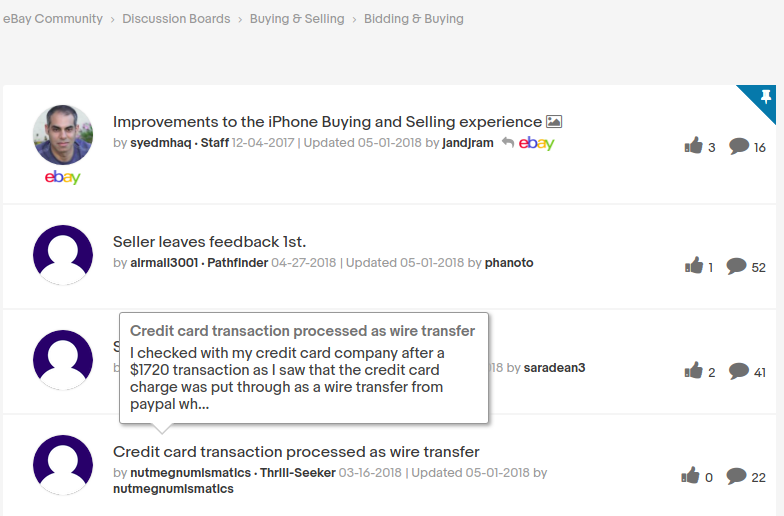 eBay Community › Discussion Boards › Buying & Selling › Bidding & Buying
Improvements to the iPhone Buying and Selling experience
by syedmhaq • Staff 12-04-2017 | Updated 05-01-2018 by jandjram ebay
3 16
ebay
Seller leaves feedback 1st.
by airmail3001 • Pathfinder 04-27-2018 | Updated 05-01-2018 by phanoto
1 52
Credit card transaction processed as wire transfer
I checked with my credit card company after a
$1720 transaction as I saw that the credit card
charge was put through as a wire transfer from
paypal wh...
by saradean3
2 41
Credit card transaction processed as wire transfer
by nutmegnumismatics • Thrill-Seeker 03-16-2018 | Updated 05-01-2018 by
nutmegnumismatics
0 22